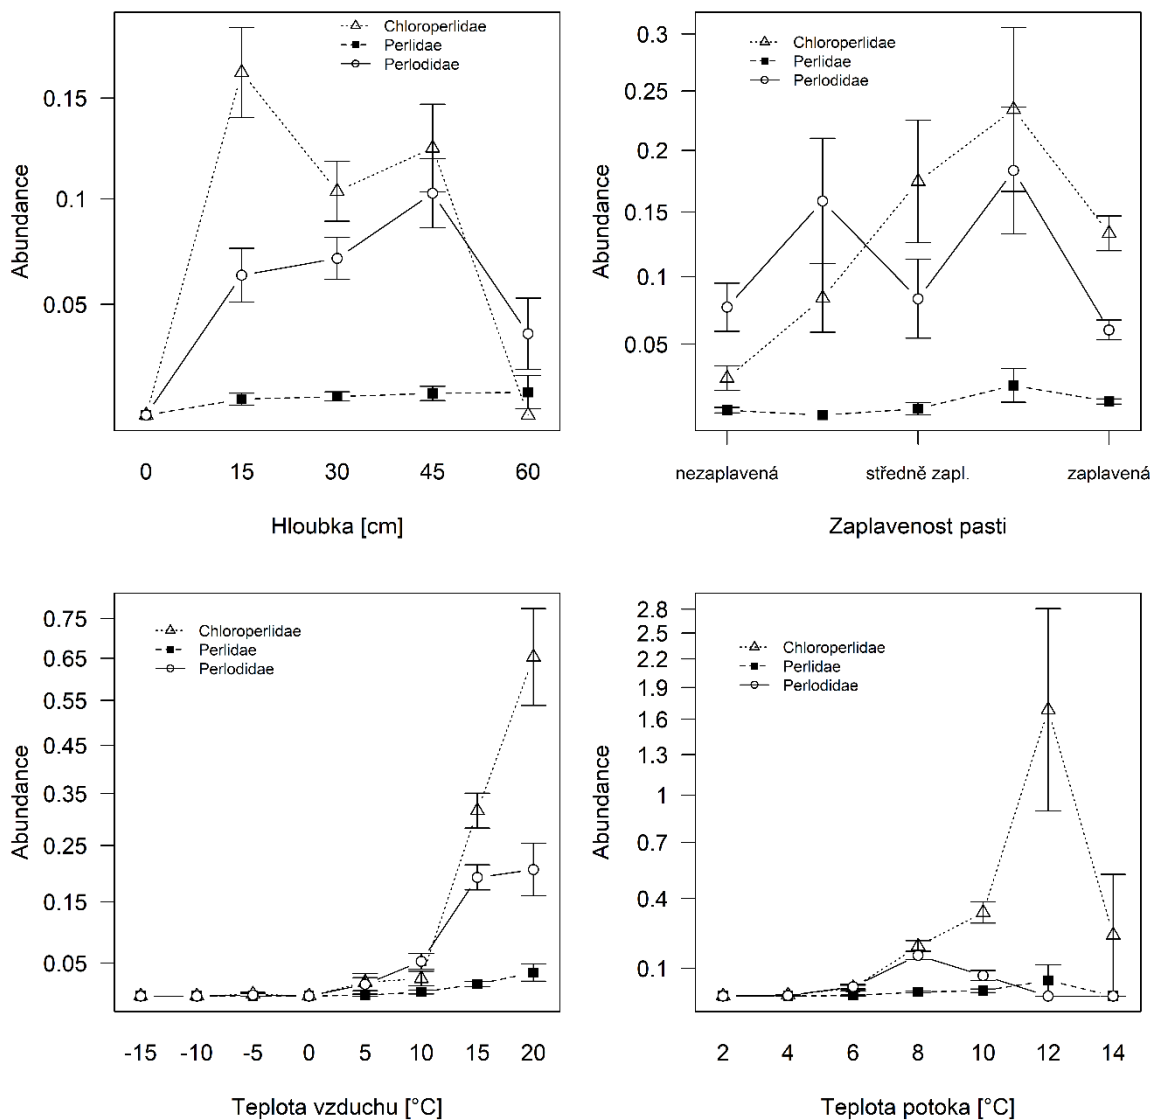 Chloroperlidae
Perlidae
Perlodidae
0.15
0.1
0.05
Abundance
0 15 30 45 60
Hloubka [cm]
Chloroperlidae
Perlidae
Perlodidae
0.3
0.25
0.2
0.15
0.1
0.05
Abundance
nezaplavená středně zapl. zaplavená
Zaplavenost pasti
Chloroperlidae
Perlidae
Perlodidae
0.75
0.65
0.55
0.45
0.35
0.25
0.15
0.05
Abundance
-15 -10 -5 0 5 10 15 20
Teplota vzduchu [°C]
Chloroperlidae
Perlidae
Perlodidae
2.8
2.5
2.2
1.9
1.6
1.3
1
0.7
0.4
0.1
Abundance
2 4 6 8 10 12 14
Teplota potoka [°C]